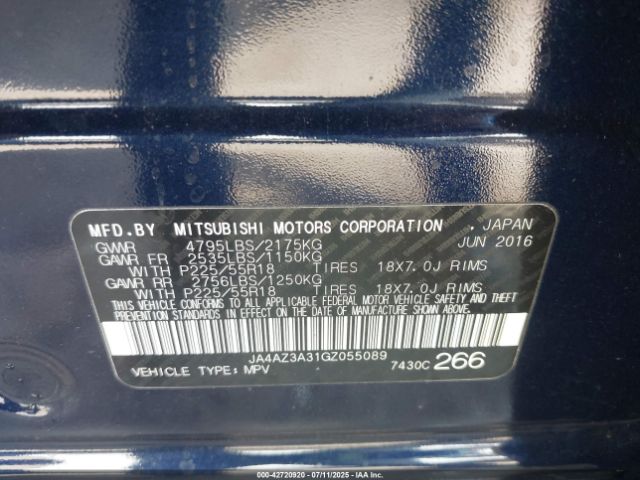 MFD.BY MITSUBISHI MOTORS CORPORATION , JAPAN
GVWR 4795LBS/2175KG JUN 2016
GAWR FR 2535LBS/1150KG
WITH P225/55R18 TIRES 18X7.0J RIMS
GAWR RR 2756LBS/1250KG
WITH P225/55R18 TIRES 18X7.0J RIMS
THIS VEHICLE CONFORMS TO ALL APPLICABLE FEDERAL MOTOR VEHICLE SAFETY AND THEFT
PREVENTION STANDARDS IN EFFECT ON THE DATE OF MANUFACTURE SHOWN ABOVE.
JA4AZ3A31GZ055089
VEHICLE TYPE:MPV 7430C 266
000-42720920 - 07/11/2025 - IAAI.COM